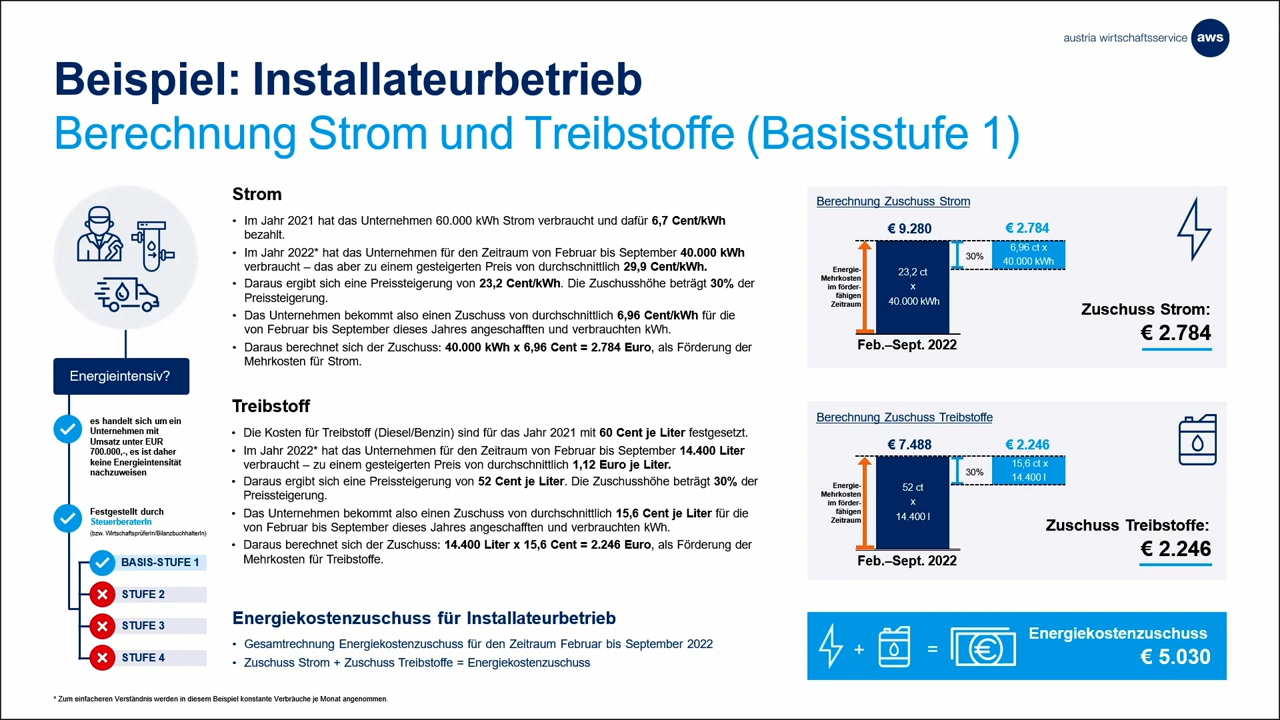 austria wirtschaftsservice aws
Beispiel: Installateurbetrieb
Berechnung Strom und Treibstoffe (Basisstufe 1)
Energieintensiv?
es handelt sich um ein
Unternehmen mit
Umsatz unter EUR
700.000,-, es ist daher
keine Energieintensität
nachzuweisen
Festgestellt durch
SteuerberaterIn
(bzw. WirtschaftsprüferIn/BilanzbuchhalterIn)
BASIS-STUFE 1
STUFE 2
STUFE 3
STUFE 4
Strom
• Im Jahr 2021 hat das Unternehmen 60.000 kWh Strom verbraucht und dafür 6,7 Cent/kWh
bezahlt.
• Im Jahr 2022* hat das Unternehmen für den Zeitraum von Februar bis September 40.000 kWh
verbraucht – das aber zu einem gesteigerten Preis von durchschnittlich 29,9 Cent/kWh.
• Daraus ergibt sich eine Preissteigerung von 23,2 Cent/kWh. Die Zuschusshöhe beträgt 30% der
Preissteigerung.
• Das Unternehmen bekommt also einen Zuschuss von durchschnittlich 6,96 Cent/kWh für die
von Februar bis September dieses Jahres angeschafften und verbrauchten kWh.
• Daraus berechnet sich der Zuschuss: 40.000 kWh x 6,96 Cent = 2.784 Euro, als Förderung der
Mehrkosten für Strom.
Treibstoff
• Die Kosten für Treibstoff (Diesel/Benzin) sind für das Jahr 2021 mit 60 Cent je Liter festgesetzt.
• Im Jahr 2022* hat das Unternehmen für den Zeitraum von Februar bis September 14.400 Liter
verbraucht – zu einem gesteigerten Preis von durchschnittlich 1,12 Euro je Liter.
• Daraus ergibt sich eine Preissteigerung von 52 Cent je Liter. Die Zuschusshöhe beträgt 30% der
Preissteigerung.
• Das Unternehmen bekommt also einen Zuschuss von durchschnittlich 15,6 Cent je Liter für die
von Februar bis September dieses Jahres angeschafften und verbrauchten kWh.
• Daraus berechnet sich der Zuschuss: 14.400 Liter x 15,6 Cent = 2.246 Euro, als Förderung der
Mehrkosten für Treibstoffe.
Energiekostenzuschuss für Installateurbetrieb
• Gesamtrechnung Energiekostenzuschuss für den Zeitraum Februar bis September 2022
• Zuschuss Strom + Zuschuss Treibstoffe = Energiekostenzuschuss
Berechnung Zuschuss Strom
€ 9.280
€ 2.784
Energie-
Mehrkosten
im förder-
fähigen
Zeitraum
23,2 ct
x
40.000 kWh
30%
6,96 ct x
40.000 kWh
Feb.–Sept. 2022
Zuschuss Strom:
€ 2.784
Berechnung Zuschuss Treibstoffe
€ 7.488
€ 2.246
Energie-
Mehrkosten
im förder-
fähigen
Zeitraum
52 ct
x
14.400 l
30%
15,6 ct x
14 400 l
Feb.–Sept. 2022
Zuschuss Treibstoffe:
€ 2.246
+ = €
Energiekostenzuschuss
€ 5.030
* Zum einfacheren Verständnis werden in diesem Beispiel konstante Verbräuche je Monat angenommen.